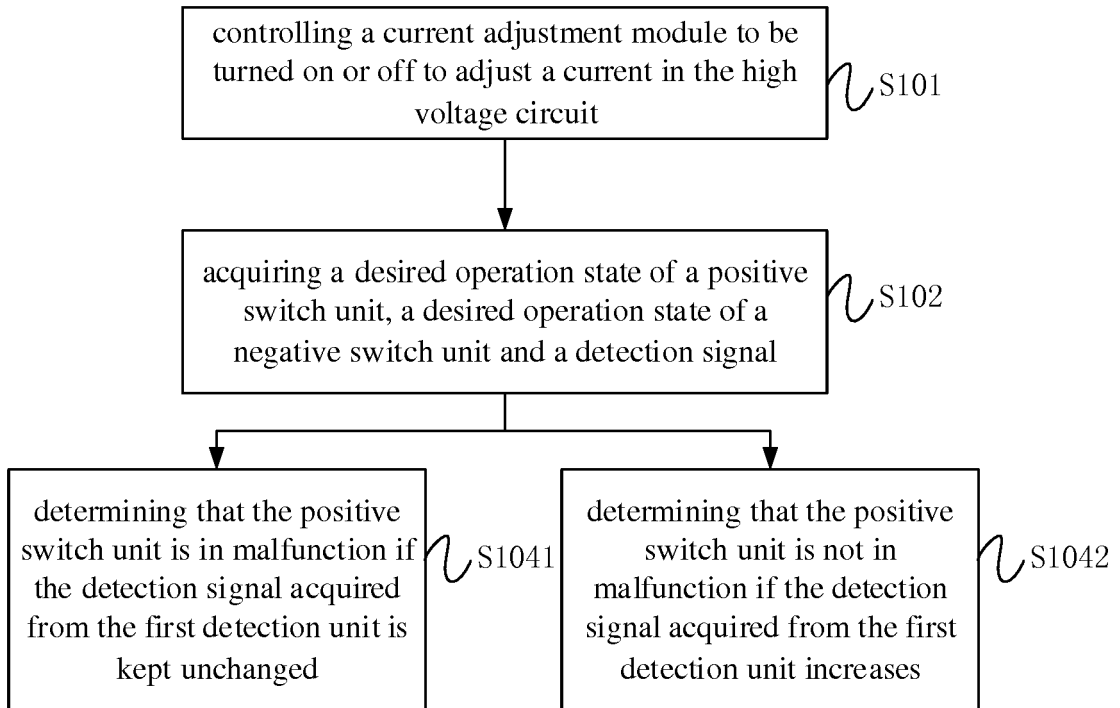 controlling a current adjustment module to be
turned on or off to adjust a current in the high
voltage circuit
S101
acquiring a desired operation state of a positive
switch unit, a desired operation state of a
negative switch unit and a detection signal
S102
determining that the positive
switch unit is in malfunction if
the detection signal acquired
from the first detection unit is
kept unchanged
S1041
determining that the positive
switch unit is not in
malfunction if the detection
signal acquired from the first
detection unit increases
S1042